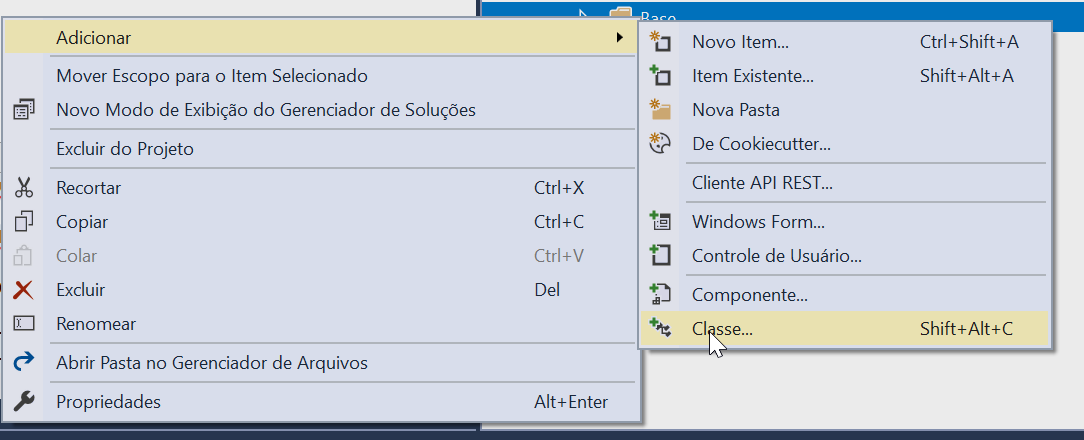 Base
Adicionar
Mover Escopo para o Item Selecionado
Novo Modo de Exibição do Gerenciador de Soluções
Excluir do Projeto
Recortar Ctrl+X
Copiar Ctrl+C
Colar Ctrl+V
Excluir Del
Renomear
Abrir Pasta no Gerenciador de Arquivos
Propriedades Alt+Enter
Novo Item... Ctrl+Shift+A
Item Existente... Shift+Alt+A
Nova Pasta
De Cookiecutter...
Cliente API REST...
Windows Form...
Controle de Usuário...
Componente...
Classe... Shift+Alt+C